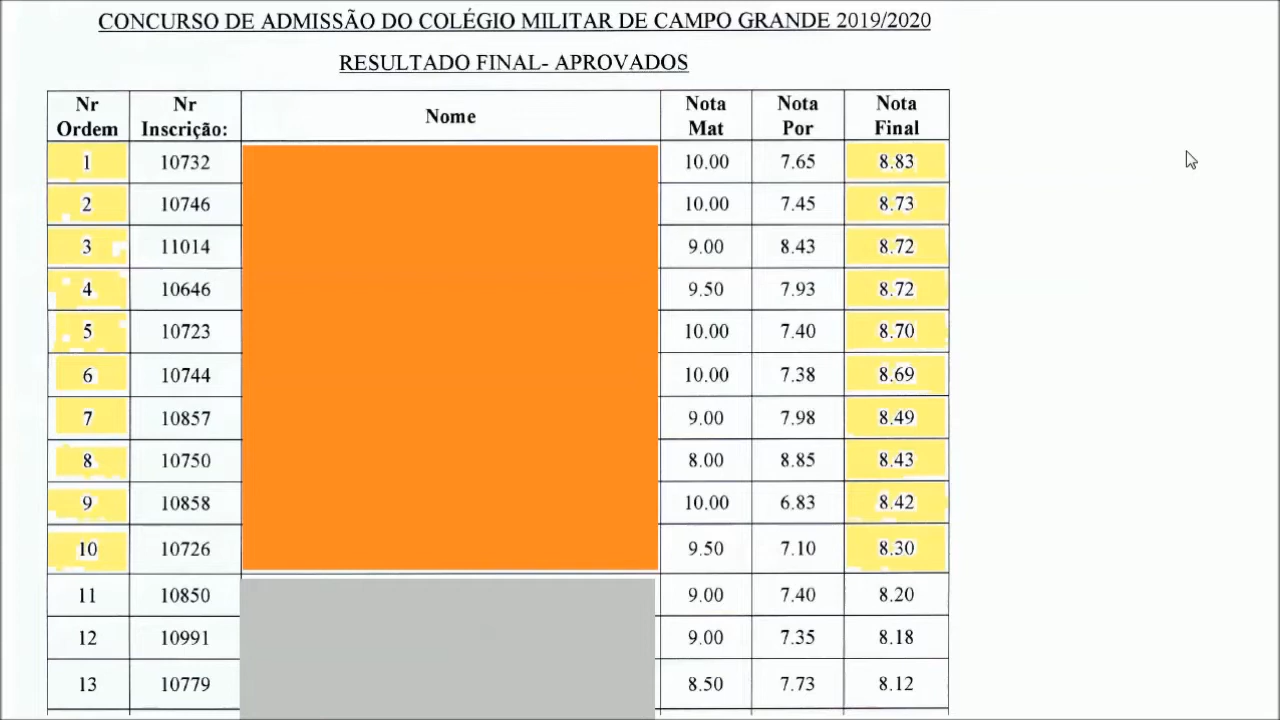 CONCURSO DE ADMISSÃO DO COLÉGIO MILITAR DE CAMPO GRANDE 2019/2020
RESULTADO FINAL- APROVADOS
Nr Ordem Nr Inscrição: Nome Nota Mat Nota Por Nota Final
1 10732 10.00 7.65 8.83
2 10746 10.00 7.45 8.73
3 11014 9.00 8.43 8.72
4 10646 9.50 7.93 8.72
5 10723 10.00 7.40 8.70
6 10744 10.00 7.38 8.69
7 10857 9.00 7.98 8.49
8 10750 8.00 8.85 8.43
9 10858 10.00 6.83 8.42
10 10726 9.50 7.10 8.30
11 10850 9.00 7.40 8.20
12 10991 9.00 7.35 8.18
13 10779 8.50 7.73 8.12